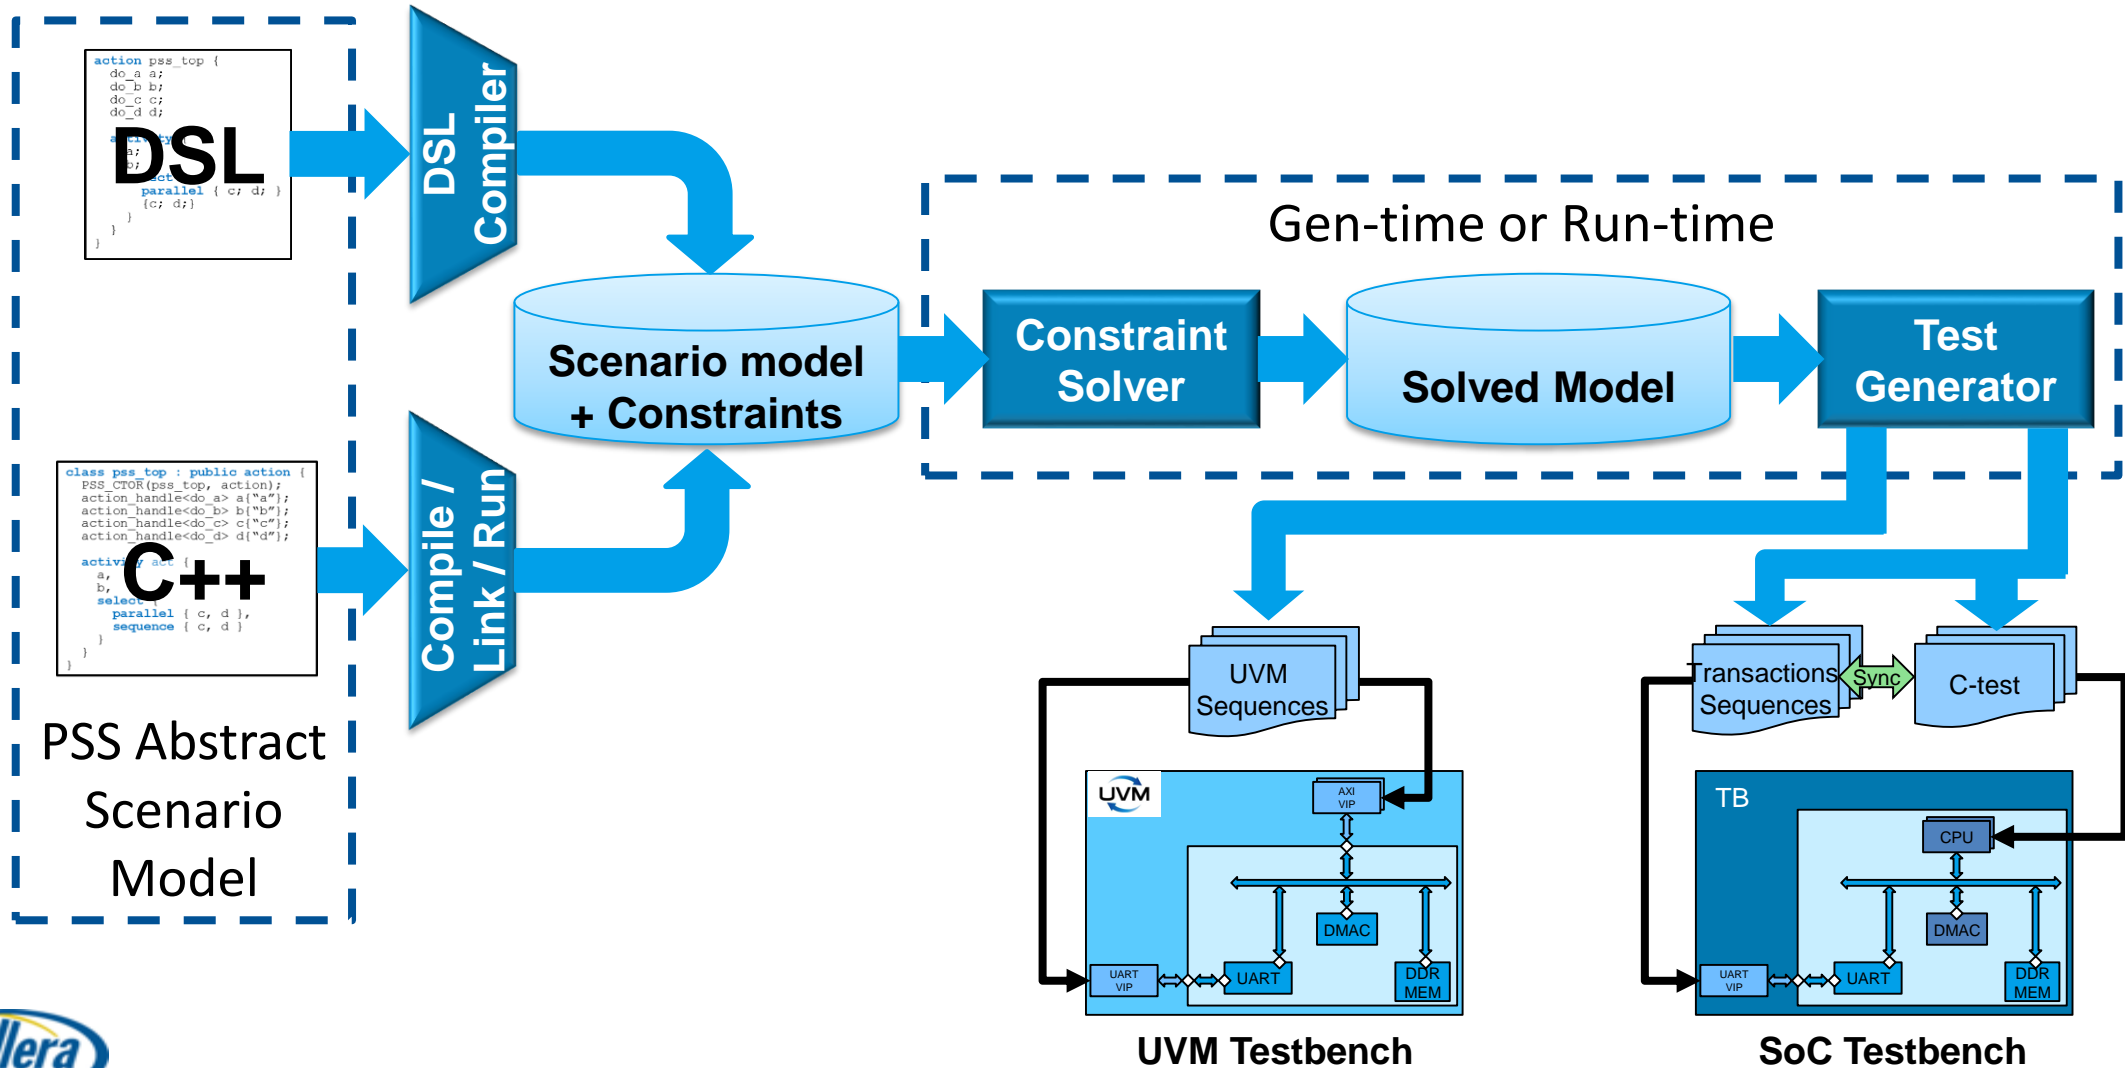 action pss_top {
do_a a;
do_b b;
do_c c;
do_d d;
a;
b;
parallel { c; d; }
{c; d;}
}
}
}
DSL
DSL
Compiler
class pss_top : public action {
PSS_CTOR(pss_top, action);
action_handle<do_a> a{“a”};
action_handle<do_b> b{“b”};
action_handle<do_c> c{“c”};
action_handle<do_d> d{“d”};
activity act {
a,
b,
select {
parallel { c, d },
sequence { c, d }
}
}
}
C++
Compile /
Link / Run
PSS Abstract
Scenario
Model
Scenario model
+ Constraints
Gen-time or Run-time
Constraint
Solver
Solved Model
Test
Generator
UVM
Sequences
Transactions
Sequences
Sync
C-test
UVM
AXI
VIP
DMAC
UART
VIP
UART
DDR
MEM
UVM Testbench
TB
CPU
DMAC
UART
VIP
UART
DDR
MEM
SoC Testbench